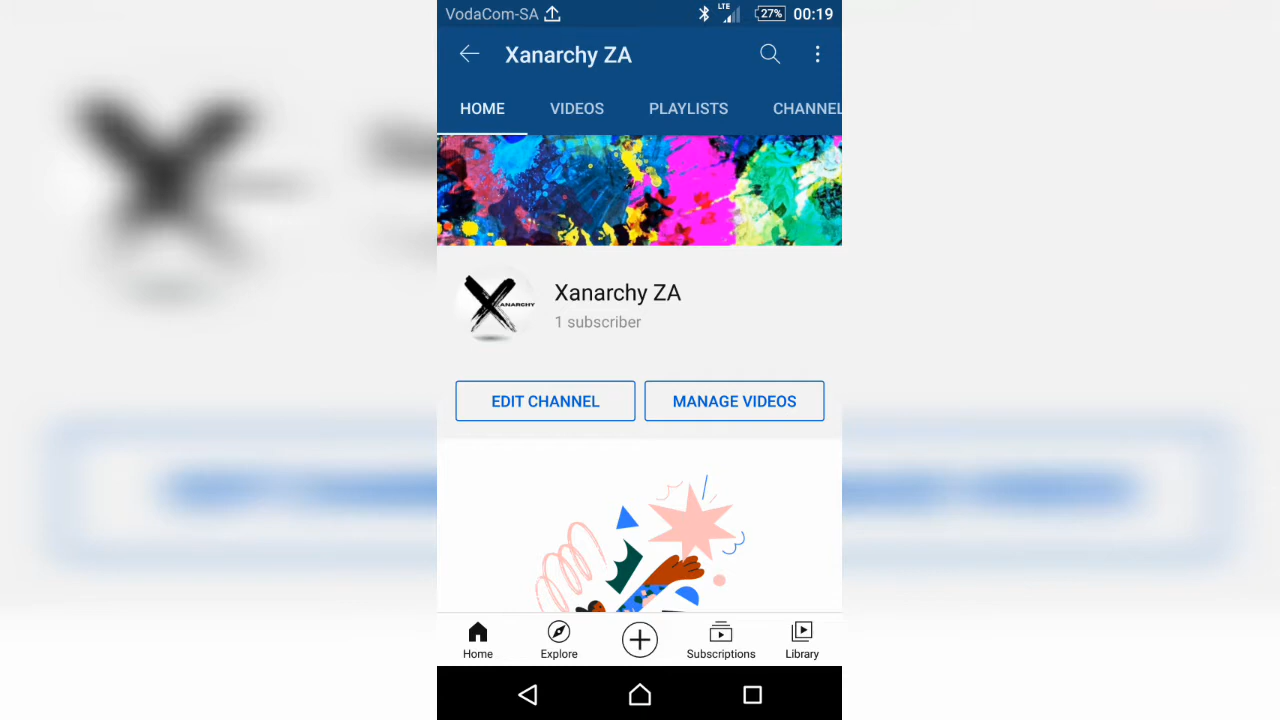 VodaCom-SA LTE 27% 00:19
Xanarchy ZA
HOME VIDEOS PLAYLISTS CHANNEL
Xanarchy ZA
XANARCHY
1 subscriber
EDIT CHANNEL MANAGE VIDEOS
Home Explore Subscriptions Library